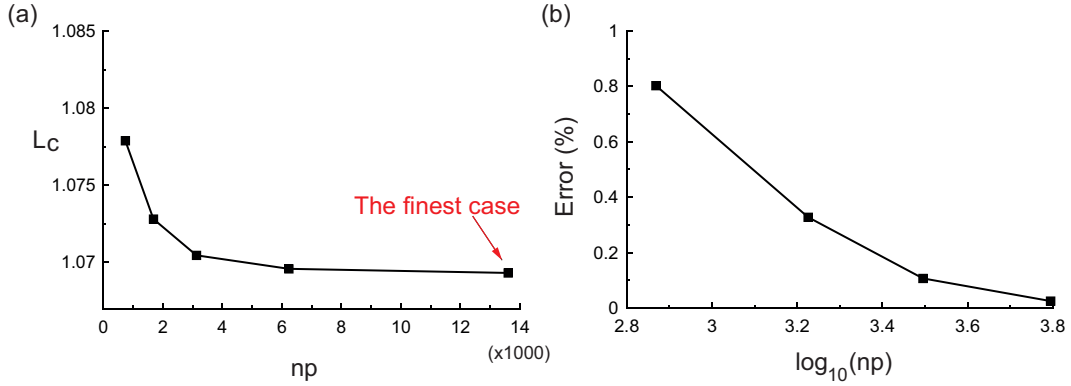 (a)
1.085
1.08
1.075
1.07
L_C
The finest case
0 2 4 6 8 10 12 14
(x1000)
np
(b)
1
0.8
0.6
0.4
0.2
0
Error (%)
2.8 3 3.2 3.4 3.6 3.8
log₁₀(np)